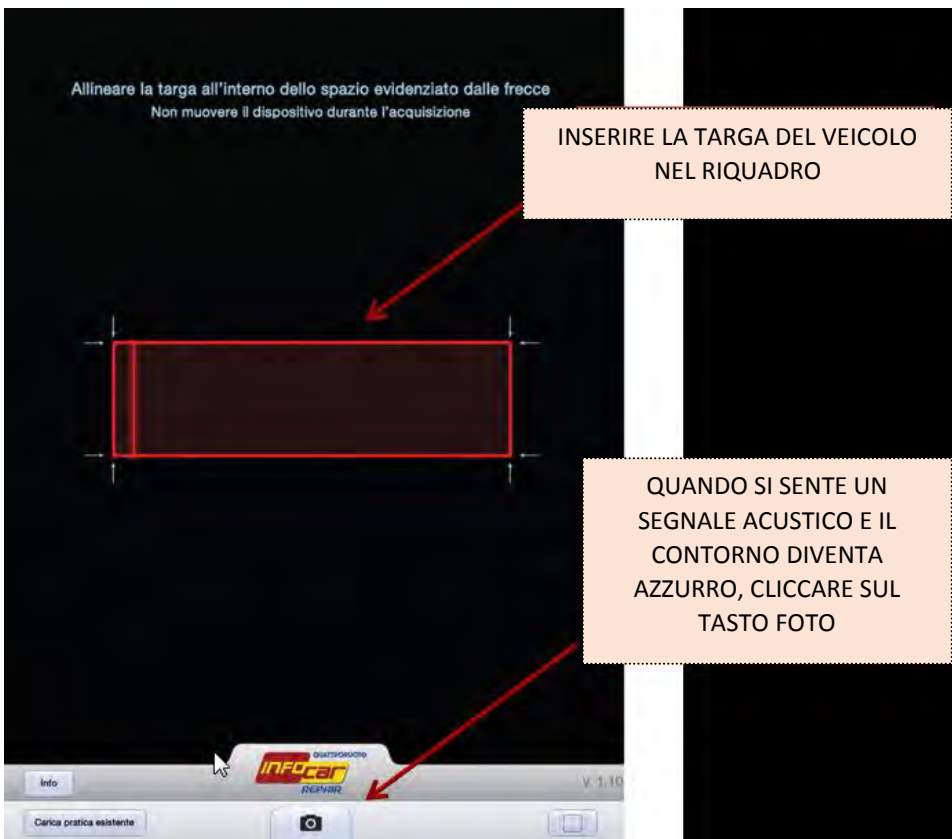 Allineare la targa all'interno dello spazio evidenziato dalle frecce
Non muovere il dispositivo durante l'acquisizione
INSERIRE LA TARGA DEL VEICOLO
NEL RIQUADRO
QUANDO SI SENTE UN
SEGNALE ACUSTICO E IL
CONTORNO DIVENTA
AZZURRO, CLICCARE SUL
TASTO FOTO
QUATTRORUOTE
INFOcar
REPAIR
Info
V. 1.10
Carica pratica esistente